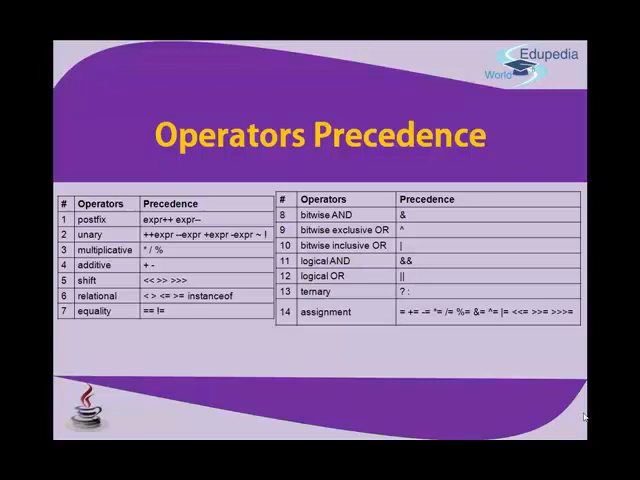 Edupedia
World
Operators Precedence
# Operators Precedence
1 postfix expr++ expr--
2 unary ++expr --expr +expr -expr ~ !
3 multiplicative * / %
4 additive + -
5 shift << >> >>>
6 relational < > <= >= instanceof
7 equality == !=
# Operators Precedence
8 bitwise AND &
9 bitwise exclusive OR ^
10 bitwise inclusive OR |
11 logical AND &&
12 logical OR ||
13 ternary ? :
14 assignment = += -= *= /= %= &= ^= |= <<= >>= >>>=